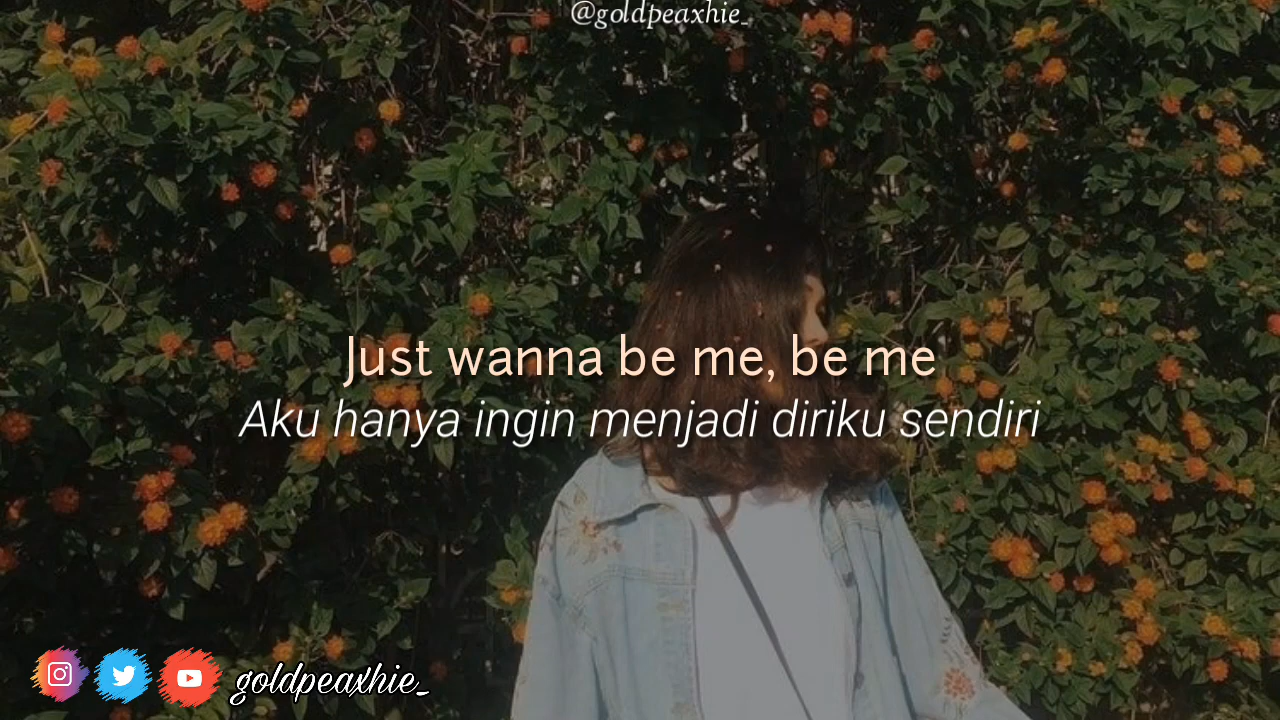 @goldpeaxhie_
Just wanna be me, be me
Aku hanya ingin menjadi diriku sendiri
goldpeaxhie_